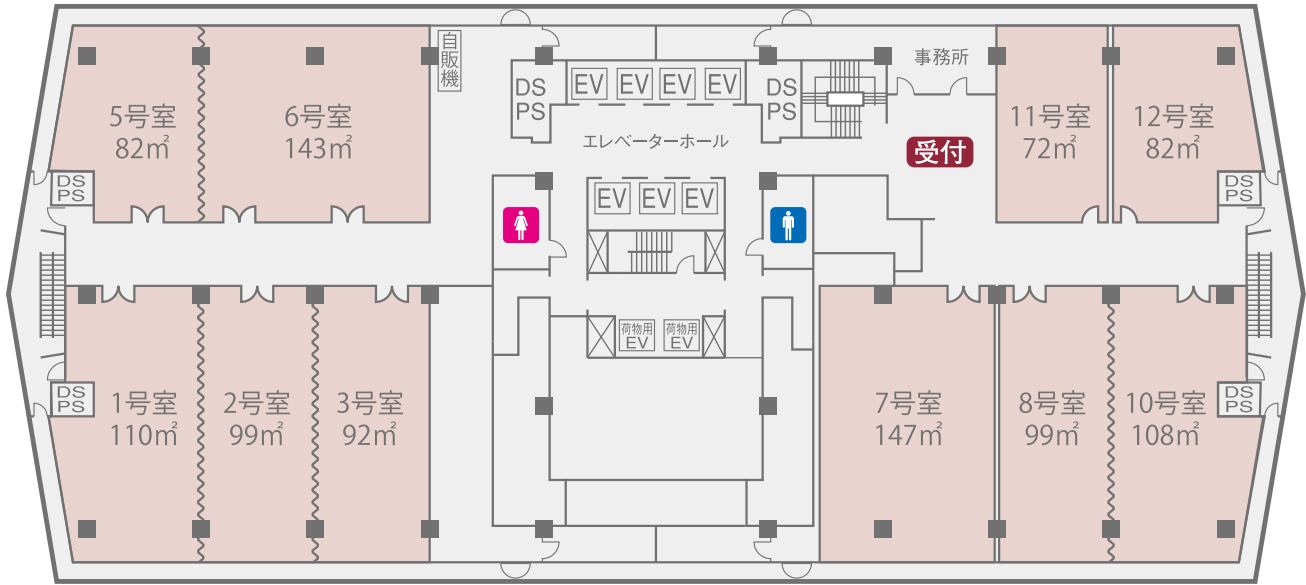 5号室
82㎡
6号室
143㎡
自販機
DS
PS
EV
EV
EV
EV
DS
PS
事務所
11号室
72㎡
12号室
82㎡
エレベーターホール
受付
DS
PS
EV
EV
EV
DS
PS
荷物用
EV
荷物用
EV
DS
PS
1号室
110㎡
2号室
99㎡
3号室
92㎡
7号室
147㎡
8号室
99㎡
10号室
108㎡
DS
PS